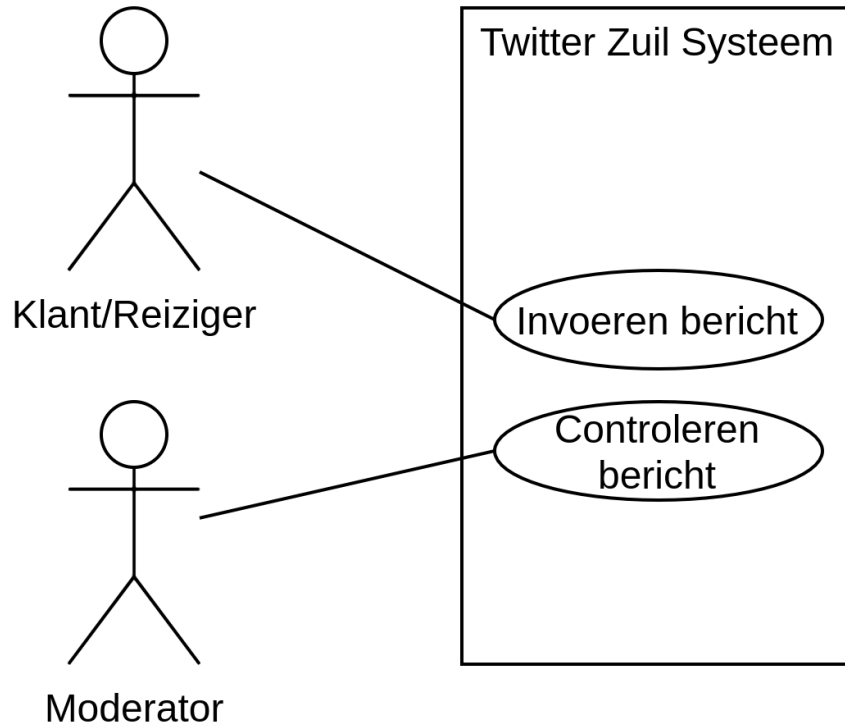 Twitter Zuil Systeem
Klant/Reiziger
Invoeren bericht
Controleren
bericht
Moderator